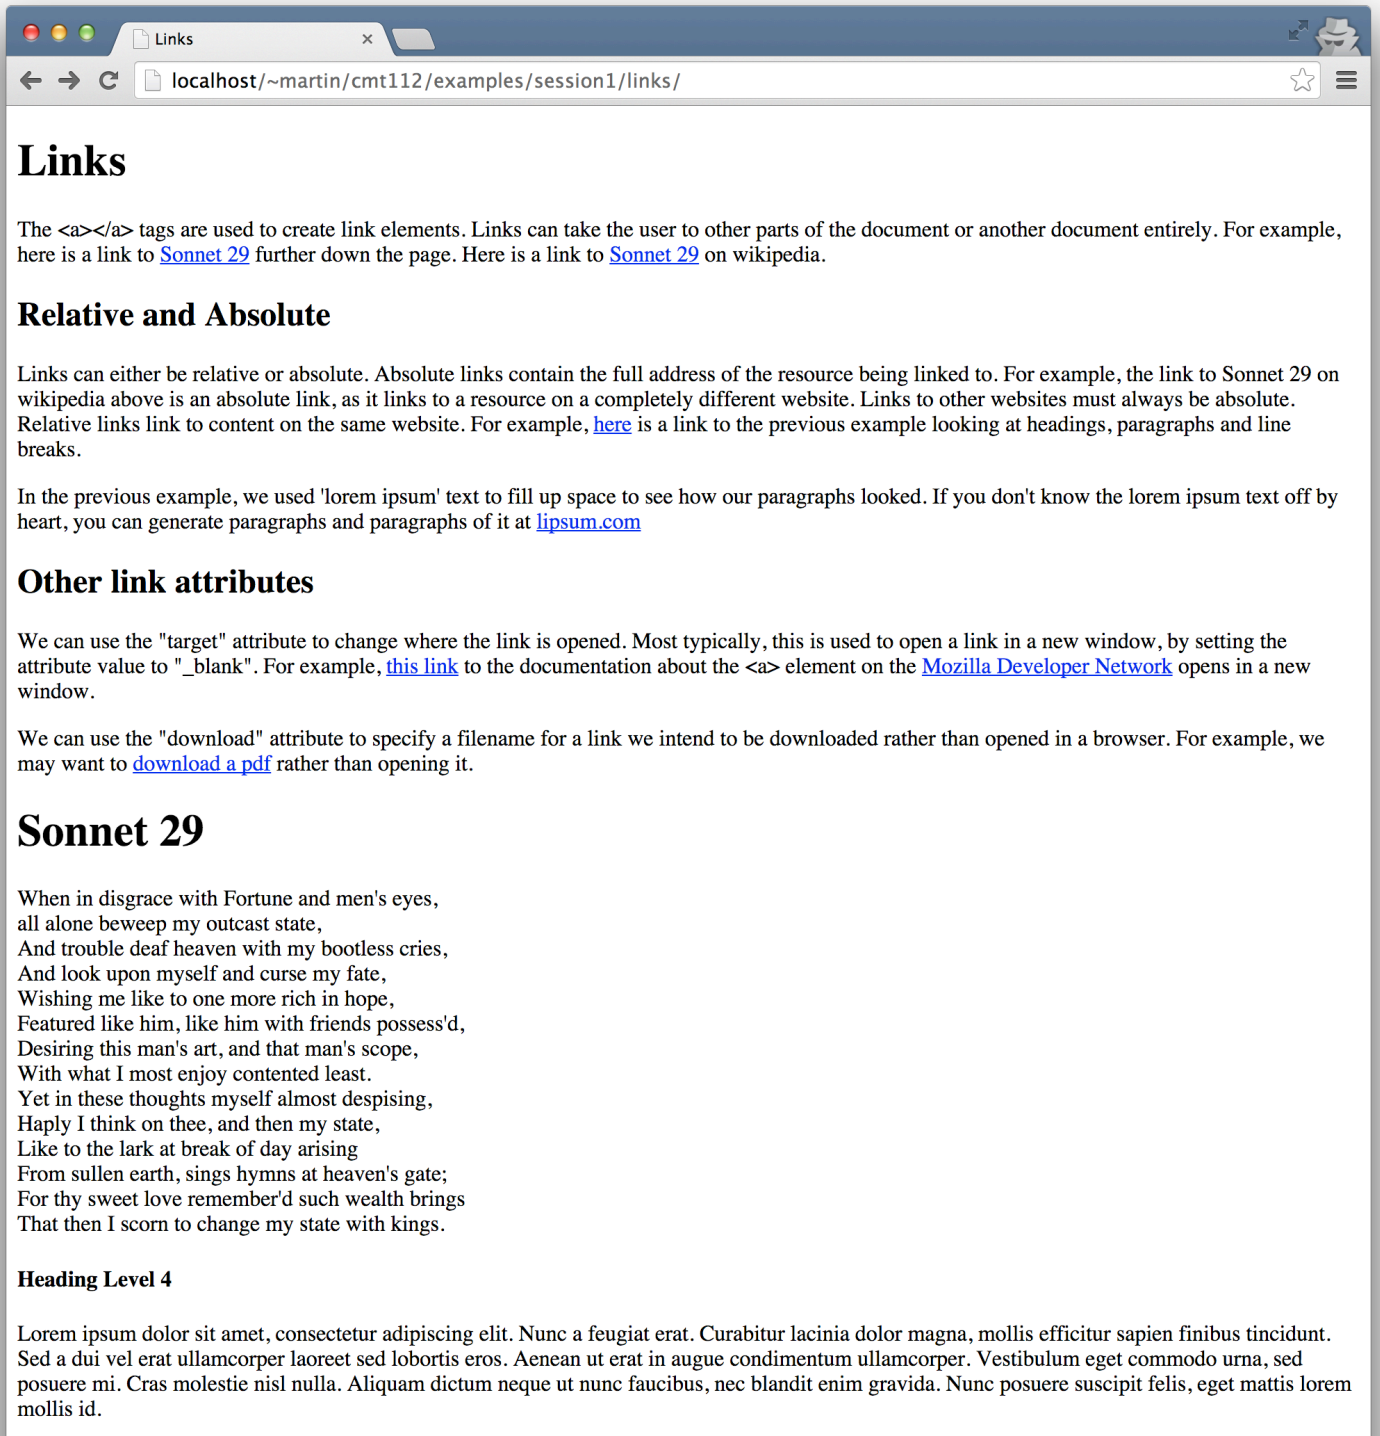 Links
localhost/~martin/cmt112/examples/session1/links/
Links
The <a></a> tags are used to create link elements. Links can take the user to other parts of the document or another document entirely. For example,
here is a link to Sonnet 29 further down the page. Here is a link to Sonnet 29 on wikipedia.
Relative and Absolute
Links can either be relative or absolute. Absolute links contain the full address of the resource being linked to. For example, the link to Sonnet 29 on
wikipedia above is an absolute link, as it links to a resource on a completely different website. Links to other websites must always be absolute.
Relative links link to content on the same website. For example, here is a link to the previous example looking at headings, paragraphs and line
breaks.
In the previous example, we used 'lorem ipsum' text to fill up space to see how our paragraphs looked. If you don't know the lorem ipsum text off by
heart, you can generate paragraphs and paragraphs of it at lipsum.com
Other link attributes
We can use the "target" attribute to change where the link is opened. Most typically, this is used to open a link in a new window, by setting the
attribute value to "_blank". For example, this link to the documentation about the <a> element on the Mozilla Developer Network opens in a new
window.
We can use the "download" attribute to specify a filename for a link we intend to be downloaded rather than opened in a browser. For example, we
may want to download a pdf rather than opening it.
Sonnet 29
When in disgrace with Fortune and men's eyes,
all alone beweep my outcast state,
And trouble deaf heaven with my bootless cries,
And look upon myself and curse my fate,
Wishing me like to one more rich in hope,
Featured like him, like him with friends possess'd,
Desiring this man's art, and that man's scope,
With what I most enjoy contented least.
Yet in these thoughts myself almost despising,
Haply I think on thee, and then my state,
Like to the lark at break of day arising
From sullen earth, sings hymns at heaven's gate;
For thy sweet love remember'd such wealth brings
That then I scorn to change my state with kings.
Heading Level 4
Lorem ipsum dolor sit amet, consectetur adipiscing elit. Nunc a feugiat erat. Curabitur lacinia dolor magna, mollis efficitur sapien finibus tincidunt.
Sed a dui vel erat ullamcorper laoreet sed lobortis eros. Aenean ut erat in augue condimentum ullamcorper. Vestibulum eget commodo urna, sed
posuere mi. Cras molestie nisl nulla. Aliquam dictum neque ut nunc faucibus, nec blandit enim gravida. Nunc posuere suscipit felis, eget mattis lorem
mollis id.